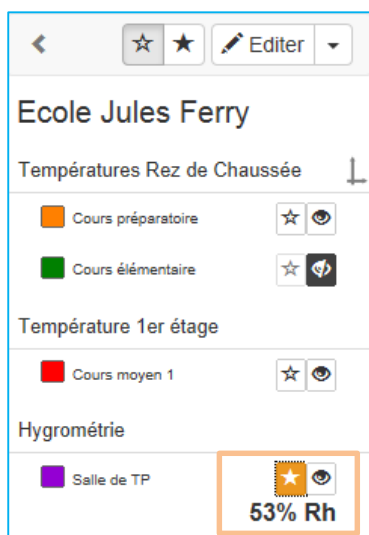 Editer
Ecole Jules Ferry
Températures Rez de Chaussée
Cours préparatoire
Cours élémentaire
Température 1er étage
Cours moyen 1
Hygrométrie
Salle de TP
53% Rh